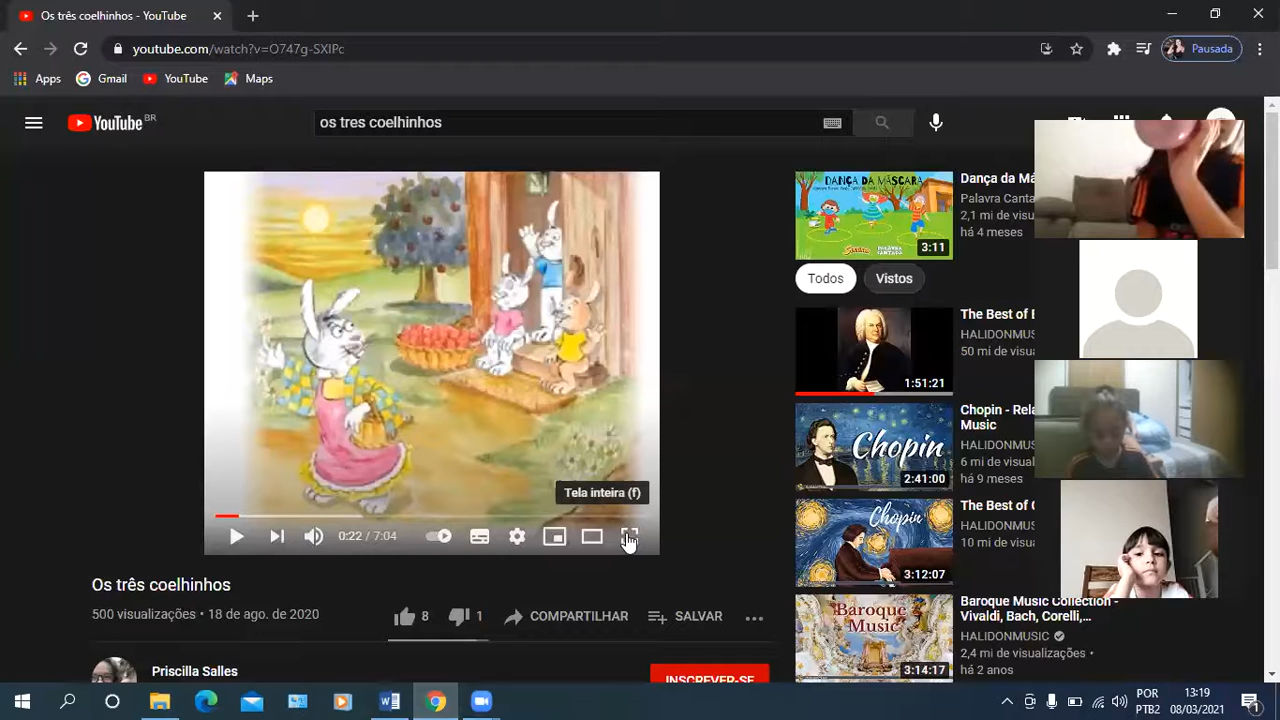 Os três coelhinhos - YouTube
youtube.com/watch?v=O747g-SXlPc
Pausada
Apps
Gmail
YouTube
Maps
YouTube BR
os tres coelhinhos
DANÇA DA MÁSCARA
3:11
Dança da Má
Palavra Canta
2,1 mi de visu
há 4 meses
Todos
Vistos
1:51:21
The Best of B
HALIDONMUS
50 mi de visua
Chopin
2:41:00
Chopin - Rela
Music
HALIDONMUS
6 mi de visual
há 9 meses
Chopin
3:12:07
The Best of C
HALIDONMUS
10 mi de visua
Baroque
Music
3:14:17
Baroque Music Collection -
Vivaldi, Bach, Corelli,...
HALIDONMUSIC
2,4 mi de visualizações •
há 2 anos
Tela inteira (f)
0:22 / 7:04
Os três coelhinhos
500 visualizações • 18 de ago. de 2020
8
1
COMPARTILHAR
SALVAR
Priscilla Salles
INSCREVER-SE
POR
PTB2
13:19
08/03/2021
1